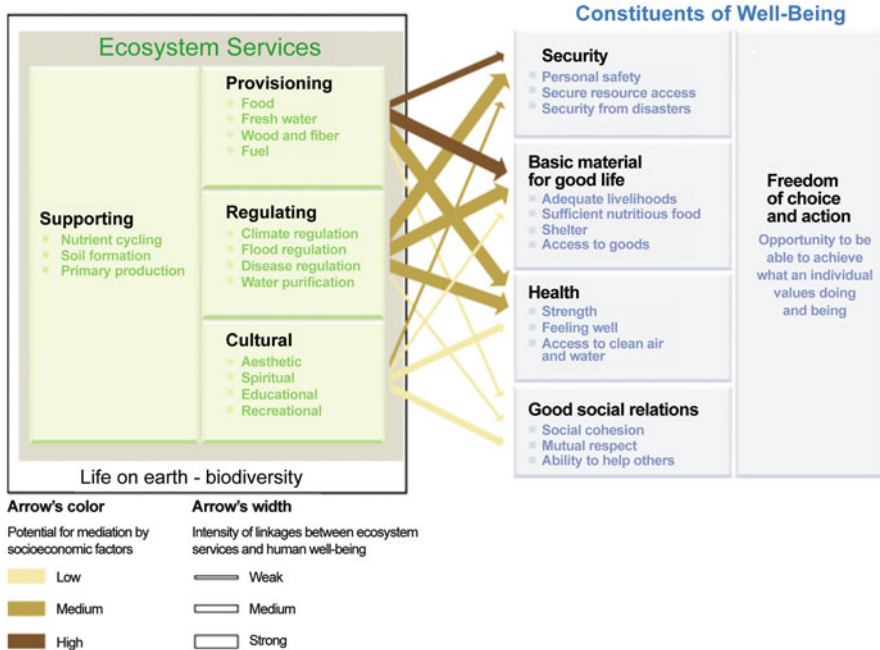 Constituents of Well-Being
Ecosystem Services
Supporting
Nutrient cycling
Soil formation
Primary production
Provisioning
Food
Fresh water
Wood and fiber
Fuel
Regulating
Climate regulation
Flood regulation
Disease regulation
Water purification
Cultural
Aesthetic
Spiritual
Educational
Recreational
Life on earth - biodiversity
Security
Personal safety
Secure resource access
Security from disasters
Basic material
for good life
Adequate livelihoods
Sufficient nutritious food
Shelter
Access to goods
Health
Strength
Feeling well
Access to clean air
and water
Good social relations
Social cohesion
Mutual respect
Ability to help others
Freedom
of choice
and action
Opportunity to be
able to achieve
what an individual
values doing
and being
Arrow's color
Potential for mediation by
socioeconomic factors
Low
Medium
High
Arrow's width
Intensity of linkages between ecosystem
services and human well-being
Weak
Medium
Strong